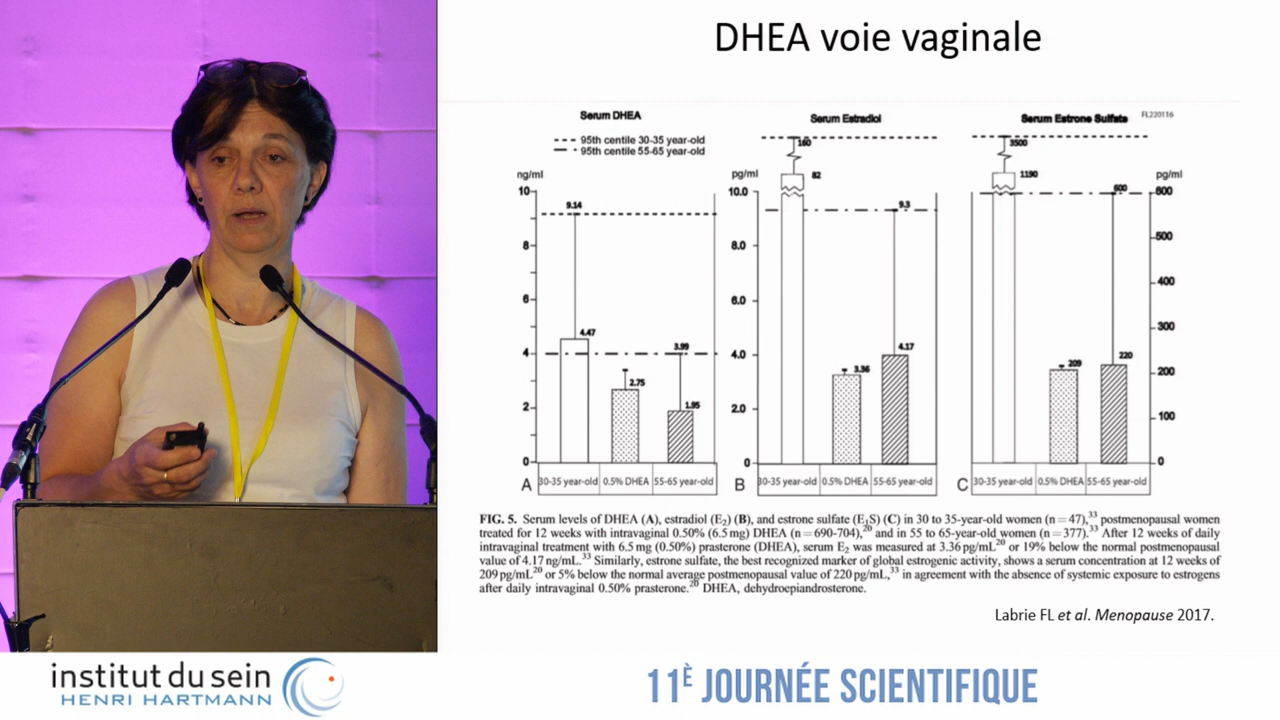 DHEA voie vaginale
Serum DHEA
95th centile 30-35 year-old
95th centile 55-65 year-old
ng/ml
10
8
6
4
2
0
9.14
4.47
2.75
3.99
1.95
A
30-35 year-old
0.5% DHEA
55-65 year-old
Serum Estradiol
pg/ml
10.0
8.0
6.0
4.0
2.0
0
160
82
3.36
9.3
4.17
B
30-35 year-old
0.5% DHEA
55-65 year-old
Serum Estrone Sulfate
FL220116
3500
1190
209
600
220
pg/ml
600
500
400
300
200
100
0
C
30-35 year-old
0.5% DHEA
55-65 year-old
FIG. 5. Serum levels of DHEA (A), estradiol (E2) (B), and estrone sulfate (E1S) (C) in 30 to 35-year-old women (n=47),33 postmenopausal women
treated for 12 weeks with intravaginal 0.50% (6.5 mg) DHEA (n=690-704),20 and in 55 to 65-year-old women (n=377).33 After 12 weeks of daily
intravaginal treatment with 6.5 mg (0.50%) prasterone (DHEA), serum E2 was measured at 3.36 pg/mL20 or 19% below the normal postmenopausal
value of 4.17 ng/mL.33 Similarly, estrone sulfate, the best recognized marker of global estrogenic activity, shows a serum concentration at 12 weeks of
209 pg/mL20 or 5% below the normal average postmenopausal value of 220 pg/mL,33 in agreement with the absence of systemic exposure to estrogens
after daily intravaginal 0.50% prasterone.20 DHEA, dehydroepiandrosterone.
Labrie FL et al. Menopause 2017.
institut du sein
HENRI HARTMANN
11È JOURNÉE SCIENTIFIQUE